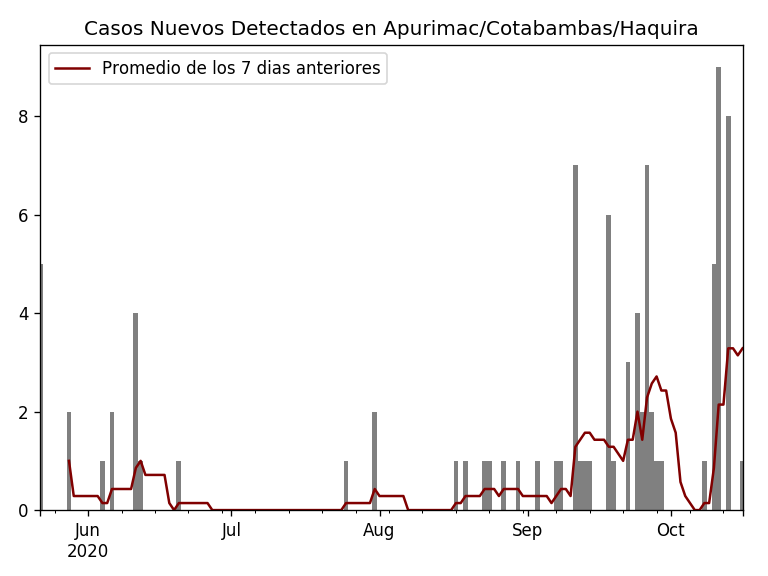 Casos Nuevos Detectados en Apurimac/Cotabambas/Haquira
Promedio de los 7 dias anteriores
8
6
4
2
0
Jun Jul Aug Sep Oct
2020